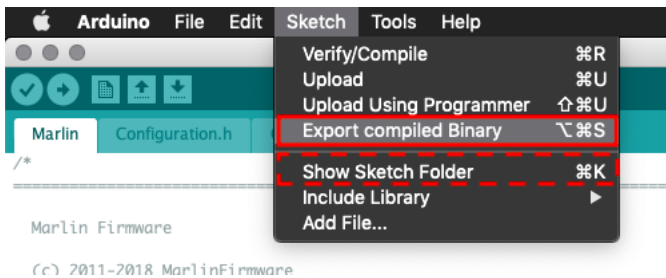 Arduino File Edit Sketch Tools Help
Verify/Compile ⌘R
Upload ⌘U
Upload Using Programmer ⇧⌘U
Export compiled Binary ⌥⌘S
Show Sketch Folder ⌘K
Include Library ▶
Add File...
Marlin Configuration.h
/*
Marlin Firmware
(c) 2011-2018 MarlinFirmware